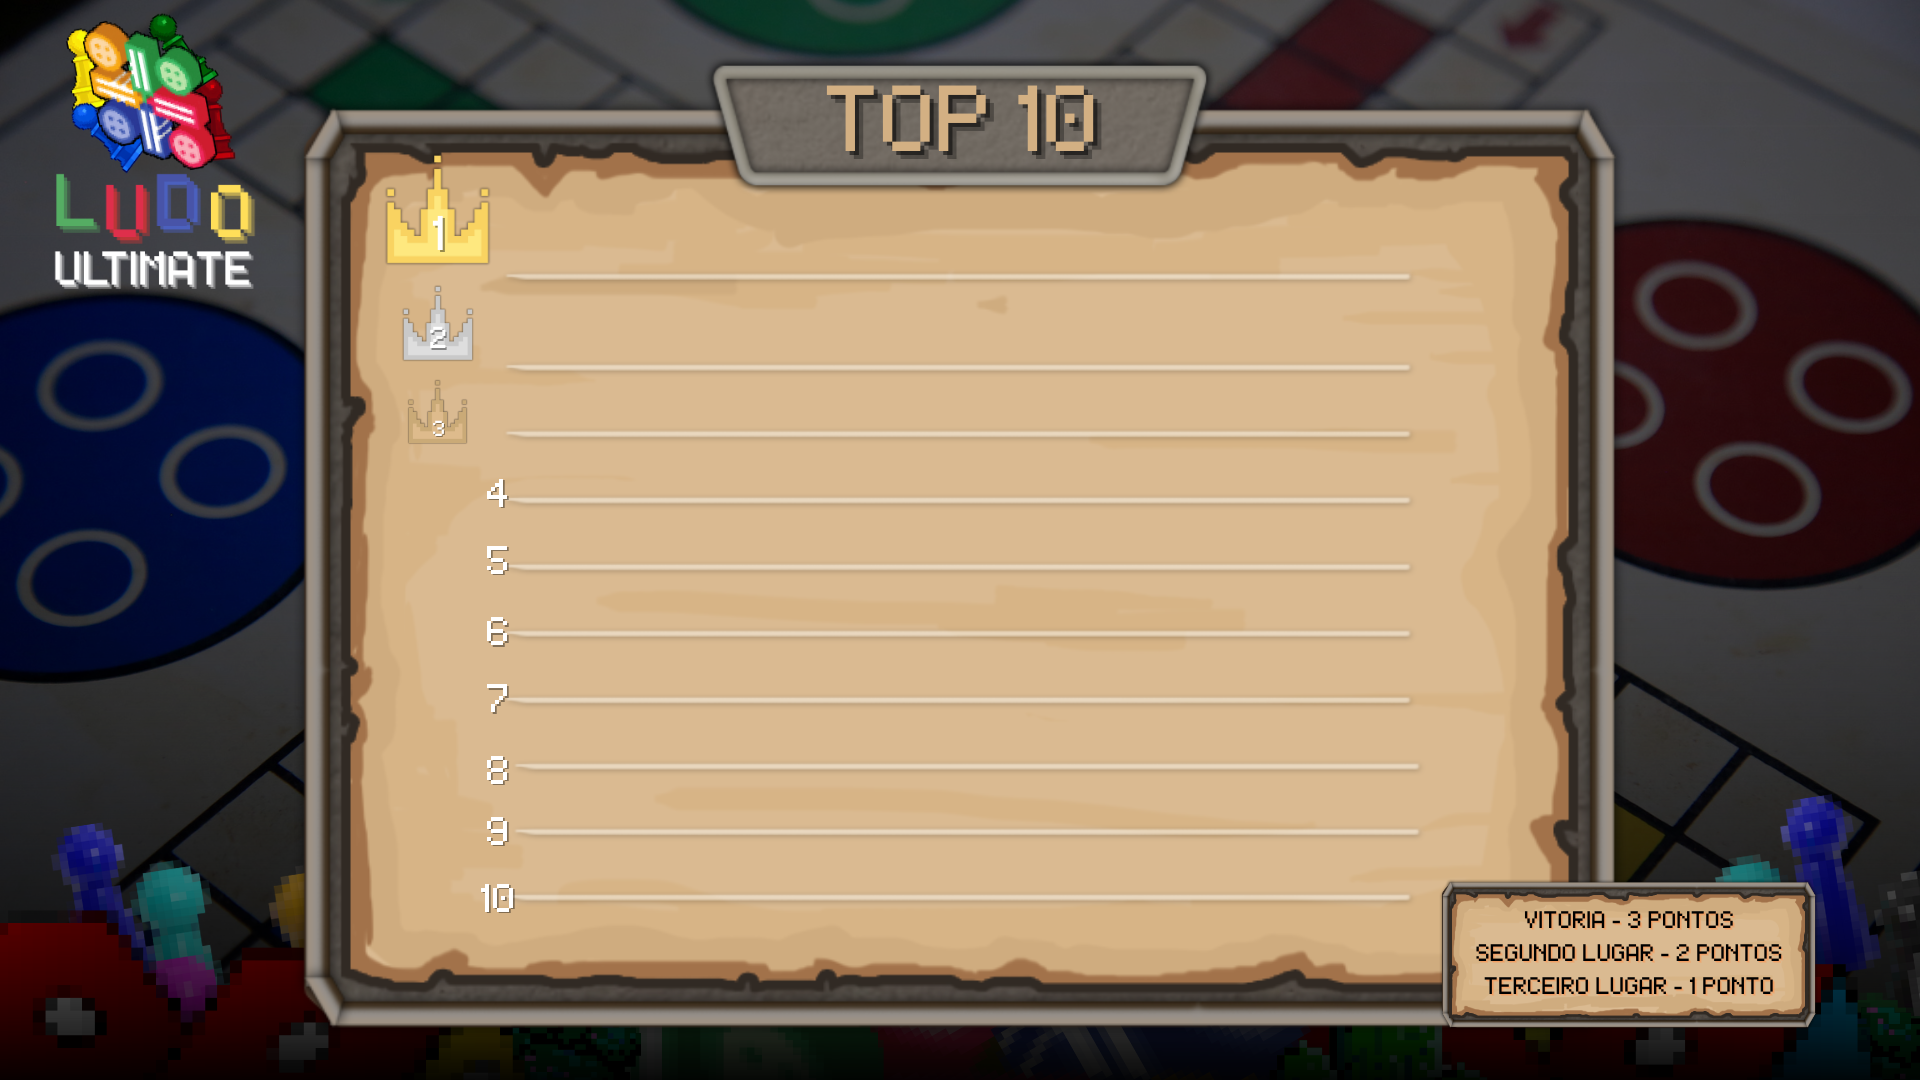 LUDO
ULTIMATE
TOP 10
1
2
3
4
5
6
7
8
9
10
VITORIA - 3 PONTOS
SEGUNDO LUGAR - 2 PONTOS
TERCEIRO LUGAR - 1 PONTO